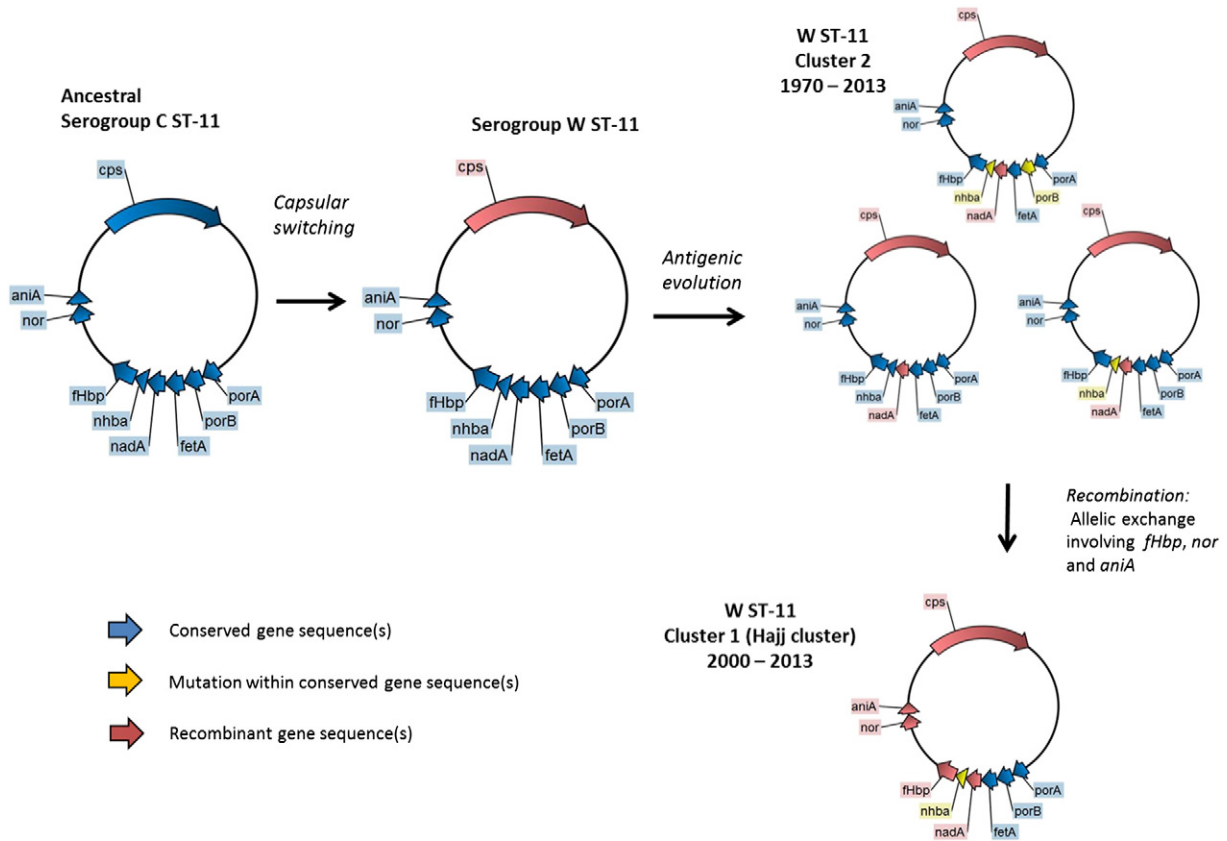 Ancestral
Serogroup C ST-11
cps
aniA
nor
fHbp
nhba
nadA
fetA
porB
porA
Capsular
switching
Serogroup W ST-11
cps
aniA
nor
fHbp
nhba
nadA
fetA
porB
porA
Antigenic
evolution
W ST-11
Cluster 2
1970 – 2013
cps
aniA
nor
fHbp
nhba
nadA
fetA
porB
porA
cps
aniA
nor
fHbp
nhba
nadA
fetA
porB
porA
cps
aniA
nor
fHbp
nhba
nadA
fetA
porB
porA
Recombination:
Allelic exchange
involving fHbp, nor
and aniA
W ST-11
Cluster 1 (Hajj cluster)
2000 – 2013
cps
aniA
nor
fHbp
nhba
nadA
fetA
porB
porA
Conserved gene sequence(s)
Mutation within conserved gene sequence(s)
Recombinant gene sequence(s)